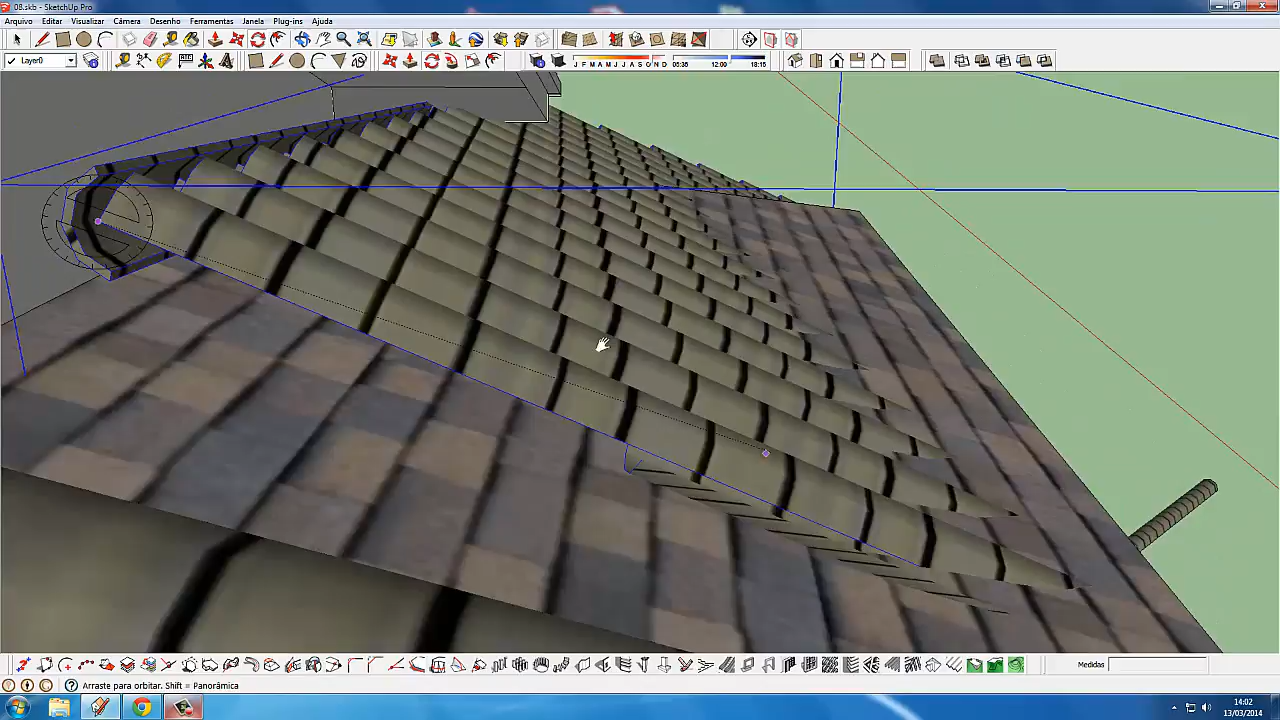 08.skb - SketchUp Pro
Arquivo Editar Visualizar Câmera Desenho Ferramentas Janela Plug-ins Ajuda
Layer0
J F M A M J J A S O N D 05:36 12:00 18:15
Medidas
Arraste para orbitar. Shift = Panorâmica
14:02
13/03/2014